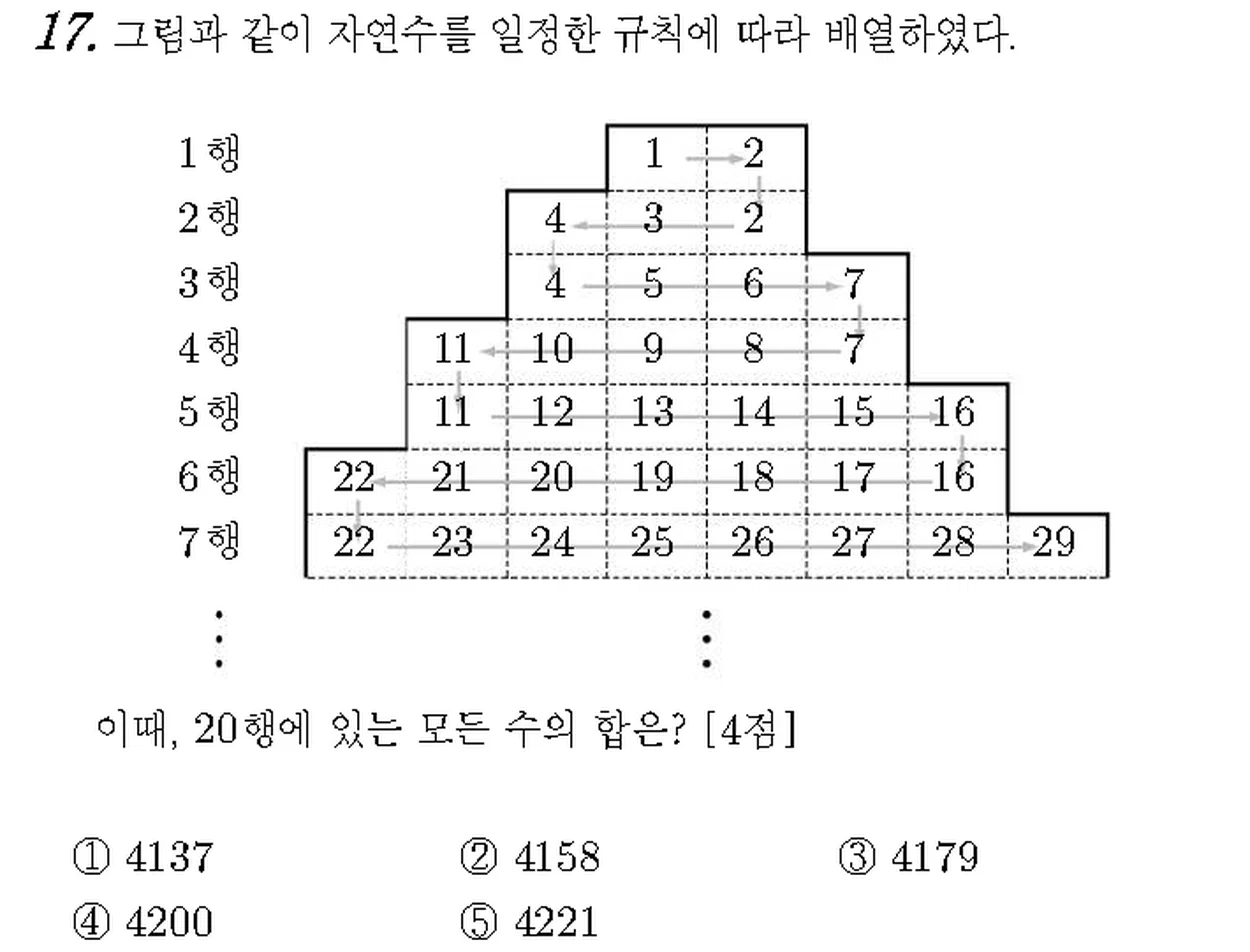 17. 그림과 같이 자연수를 일정한 규칙에 따라 배열하였다.
1행 1 2
2행 4 3 2
3행 4 5 6 7
4행 11 10 9 8 7
5행 11 12 13 14 15 16
6행 22 21 20 19 18 17 16
7행 22 23 24 25 26 27 28 29
⋮ ⋮
이때, 20행에 있는 모든 수의 합은? [4점]
① 4137 ② 4158 ③ 4179
④ 4200 ⑤ 4221